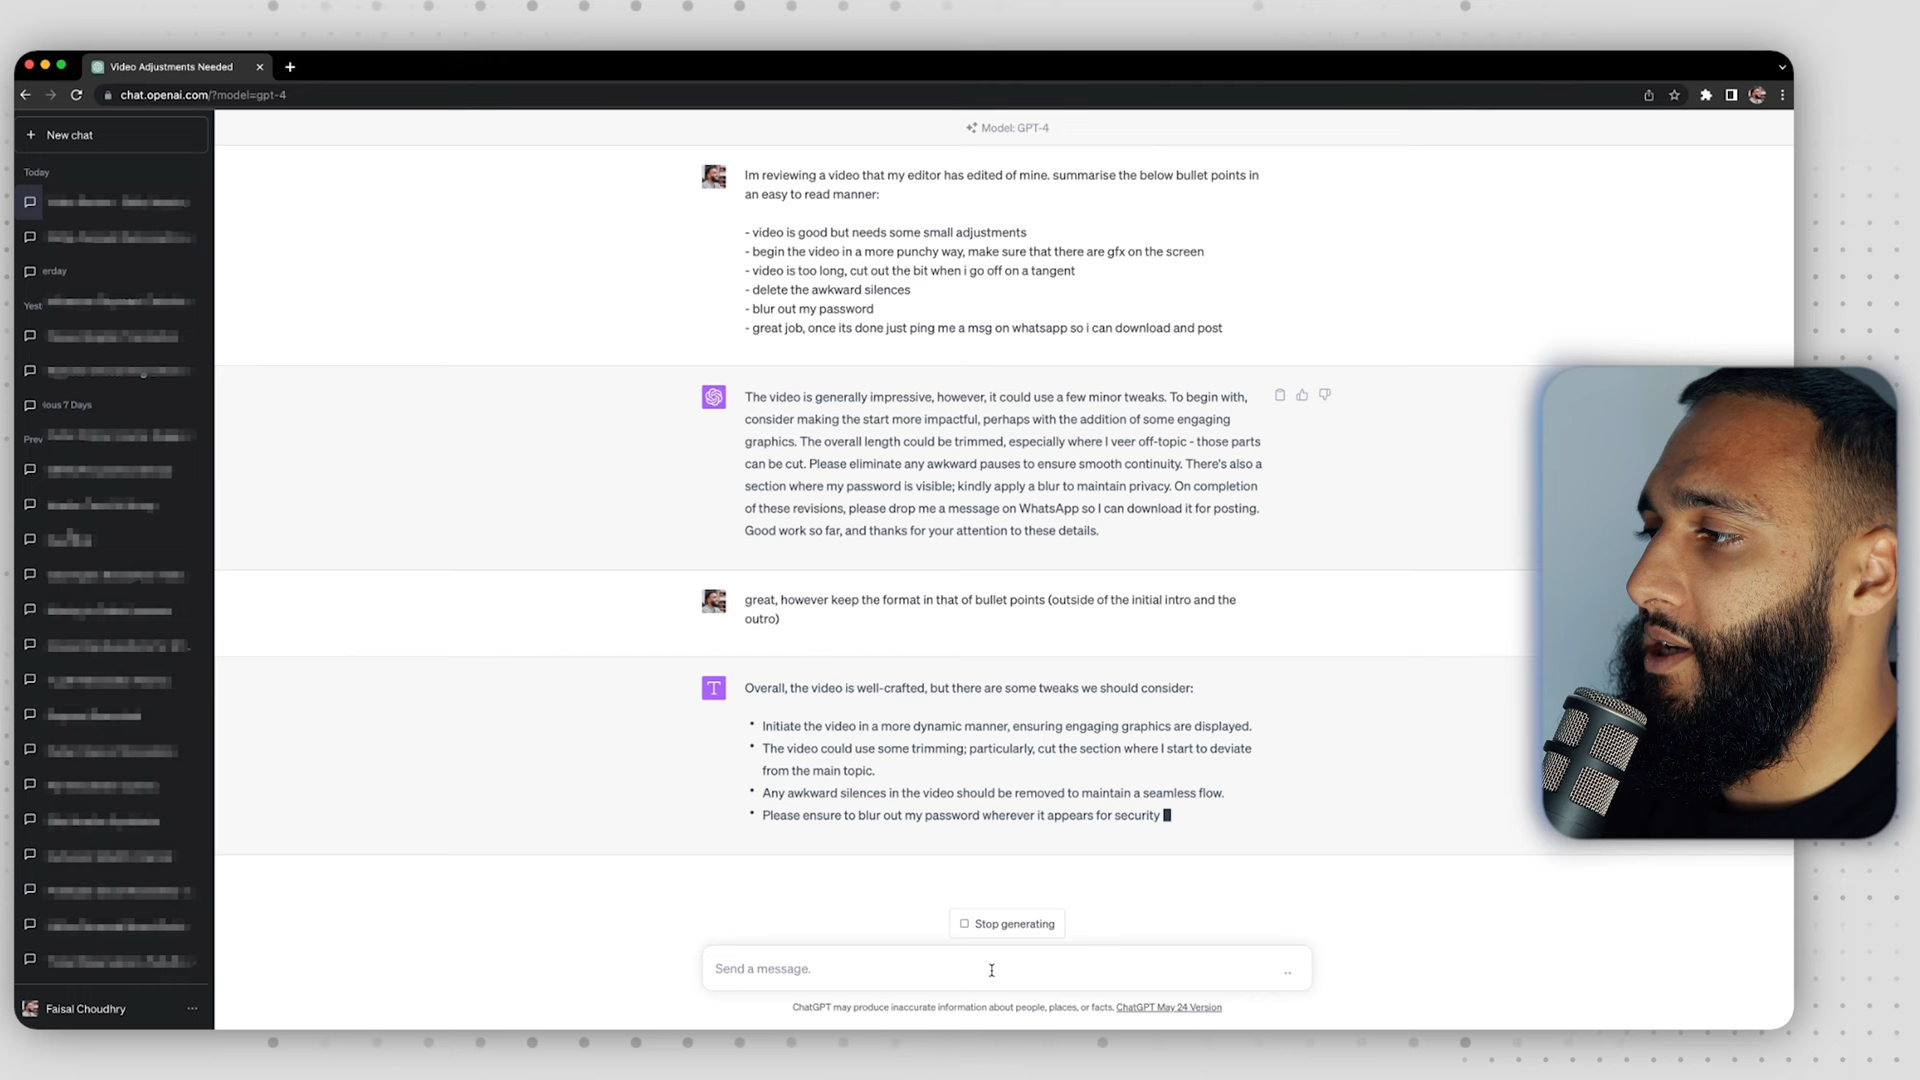 Video Adjustments Needed
chat.openai.com/?model=gpt-4
New chat
Model: GPT-4
Today
erday
Yest
ious 7 Days
Prev
Im reviewing a video that my editor has edited of mine. summarise the below bullet points in
an easy to read manner:
- video is good but needs some small adjustments
- begin the video in a more punchy way, make sure that there are gfx on the screen
- video is too long, cut out the bit when i go off on a tangent
- delete the awkward silences
- blur out my password
- great job, once its done just ping me a msg on whatsapp so i can download and post
The video is generally impressive, however, it could use a few minor tweaks. To begin with,
consider making the start more impactful, perhaps with the addition of some engaging
graphics. The overall length could be trimmed, especially where I veer off-topic - those parts
can be cut. Please eliminate any awkward pauses to ensure smooth continuity. There's also a
section where my password is visible; kindly apply a blur to maintain privacy. On completion
of these revisions, please drop me a message on WhatsApp so I can download it for posting.
Good work so far, and thanks for your attention to these details.
great, however keep the format in that of bullet points (outside of the initial intro and the
outro)
T
Overall, the video is well-crafted, but there are some tweaks we should consider:
• Initiate the video in a more dynamic manner, ensuring engaging graphics are displayed.
• The video could use some trimming; particularly, cut the section where I start to deviate
from the main topic.
• Any awkward silences in the video should be removed to maintain a seamless flow.
• Please ensure to blur out my password wherever it appears for security
Stop generating
Send a message.
ChatGPT may produce inaccurate information about people, places, or facts. ChatGPT May 24 Version
Faisal Choudhry